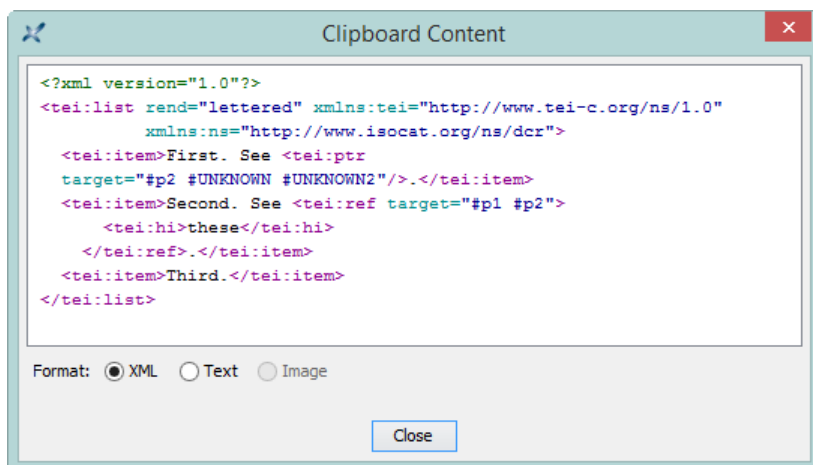 Clipboard Content
<?xml version="1.0"?>
<tei:list rend="lettered" xmlns:tei="http://www.tei-c.org/ns/1.0"
xmlns:ns="http://www.isocat.org/ns/dcr">
<tei:item>First. See <tei:ptr
target="#p2 #UNKNOWN #UNKNOWN2"/>.</tei:item>
<tei:item>Second. See <tei:ref target="#p1 #p2">
<tei:hi>these</tei:hi>
</tei:ref>.</tei:item>
<tei:item>Third.</tei:item>
</tei:list>
Format: XML Text Image
Close